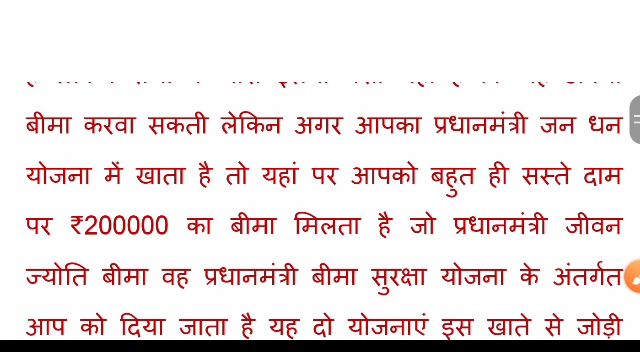 बीमा करवा सकती लेकिन अगर आपका प्रधानमंत्री जन धन
योजना में खाता है तो यहां पर आपको बहुत ही सस्ते दाम
पर ₹200000 का बीमा मिलता है जो प्रधानमंत्री जीवन
ज्योति बीमा वह प्रधानमंत्री बीमा सुरक्षा योजना के अंतर्गत
आप को दिया जाता है यह दो योजनाएं इस खाते से जोड़ी